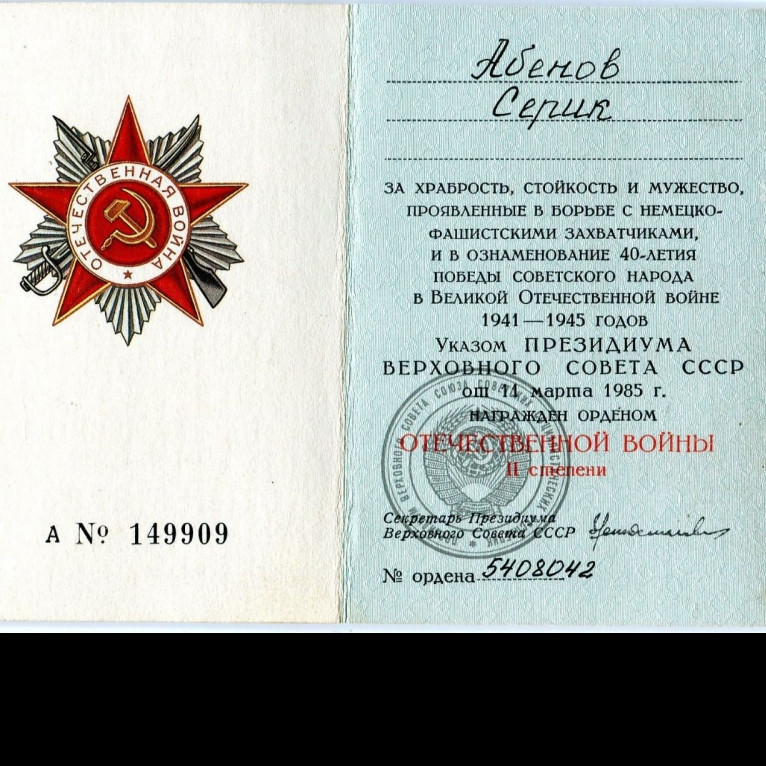 ОТЕЧЕСТВЕННАЯ ВОЙНА
А № 149909
Абенов
Серик
ЗА ХРАБРОСТЬ, СТОЙКОСТЬ И МУЖЕСТВО,
ПРОЯВЛЕННЫЕ В БОРЬБЕ С НЕМЕЦКО-
ФАШИСТСКИМИ ЗАХВАТЧИКАМИ,
И В ОЗНАМЕНОВАНИЕ 40-ЛЕТИЯ
ПОБЕДЫ СОВЕТСКОГО НАРОДА
В ВЕЛИКОЙ ОТЕЧЕСТВЕННОЙ ВОЙНЕ
1941—1945 ГОДОВ
УКАЗОМ ПРЕЗИДИУМА
ВЕРХОВНОГО СОВЕТА СССР
от 11 марта 1985 г.
НАГРАЖДЕН ОРДЕНОМ
ОТЕЧЕСТВЕННОЙ ВОЙНЫ
II степени
Секретарь Президиума
Верховного Совета СССР
№ ордена 5408042